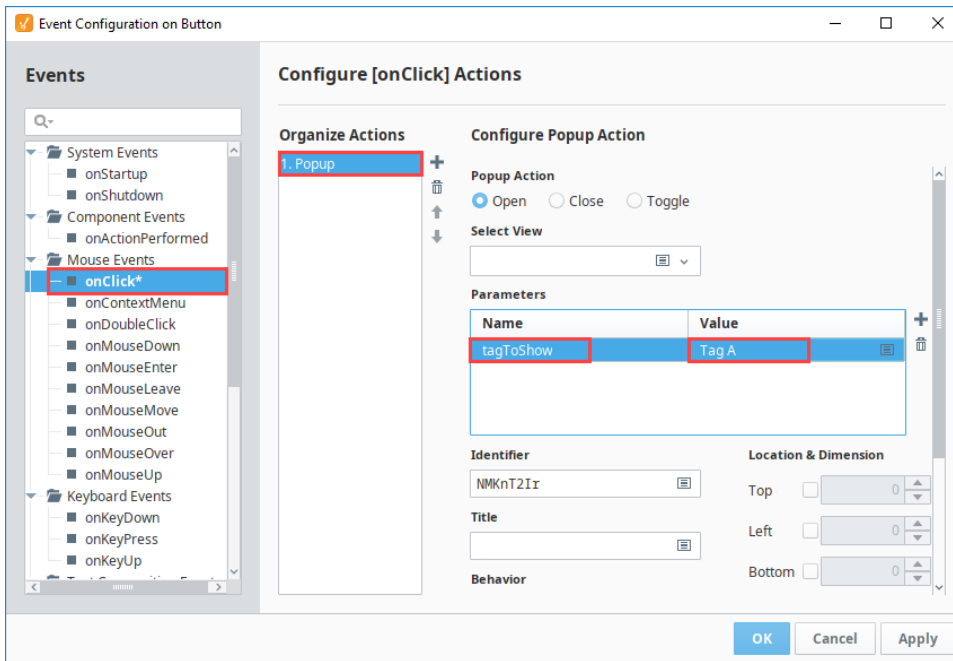 Event Configuration on Button
Events
System Events
onStartup
onShutdown
Component Events
onActionPerformed
Mouse Events
onClick*
onContextMenu
onDoubleClick
onMouseDown
onMouseEnter
onMouseLeave
onMouseMove
onMouseOut
onMouseOver
onMouseUp
Keyboard Events
onKeyDown
onKeyPress
onKeyUp
Configure [onClick] Actions
Organize Actions
1. Popup
Configure Popup Action
Popup Action
Open Close Toggle
Select View
Parameters
Name Value
tagToShow Tag A
Identifier
NMKnT2Ir
Title
Behavior
Location & Dimension
Top 0
Left 0
Bottom 0
OK Cancel Apply